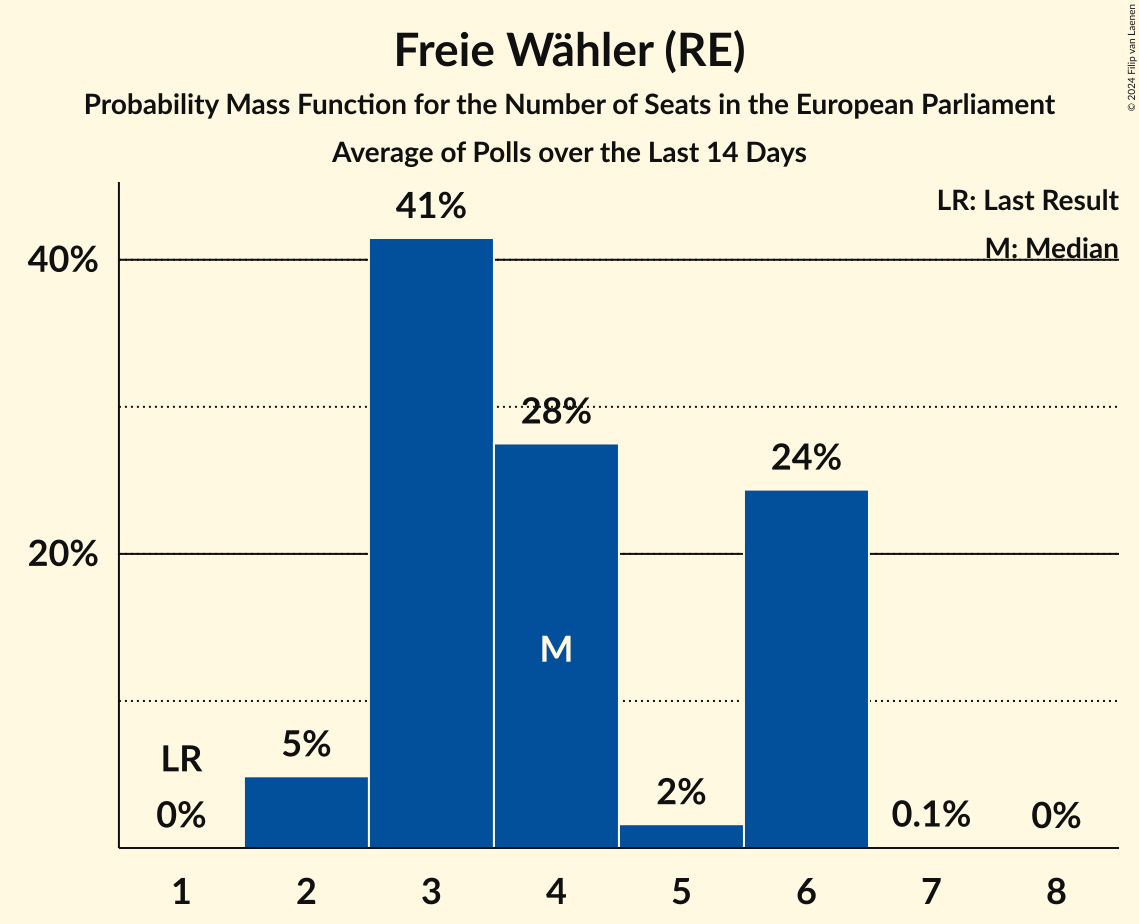 Freie Wähler (RE)
Probability Mass Function for the Number of Seats in the European Parliament
Average of Polls over the Last 14 Days
© 2024 Filip van Laenen
LR: Last Result
M: Median
41%
40%
28%
24%
20%
M
5%
LR
2%
0%
0.1%
0%
1 2 3 4 5 6 7 8